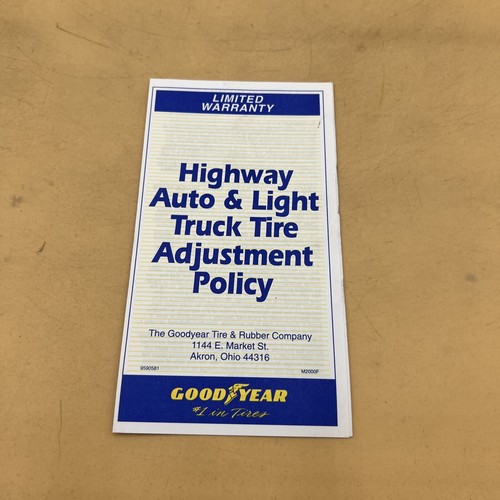 LIMITED
WARRANTY
Highway
Auto & Light
Truck Tire
Adjustment
Policy
The Goodyear Tire & Rubber Company
1144 E. Market St.
Akron, Ohio 44316
9590581 M2000F
GOODYEAR
#1 in Tires